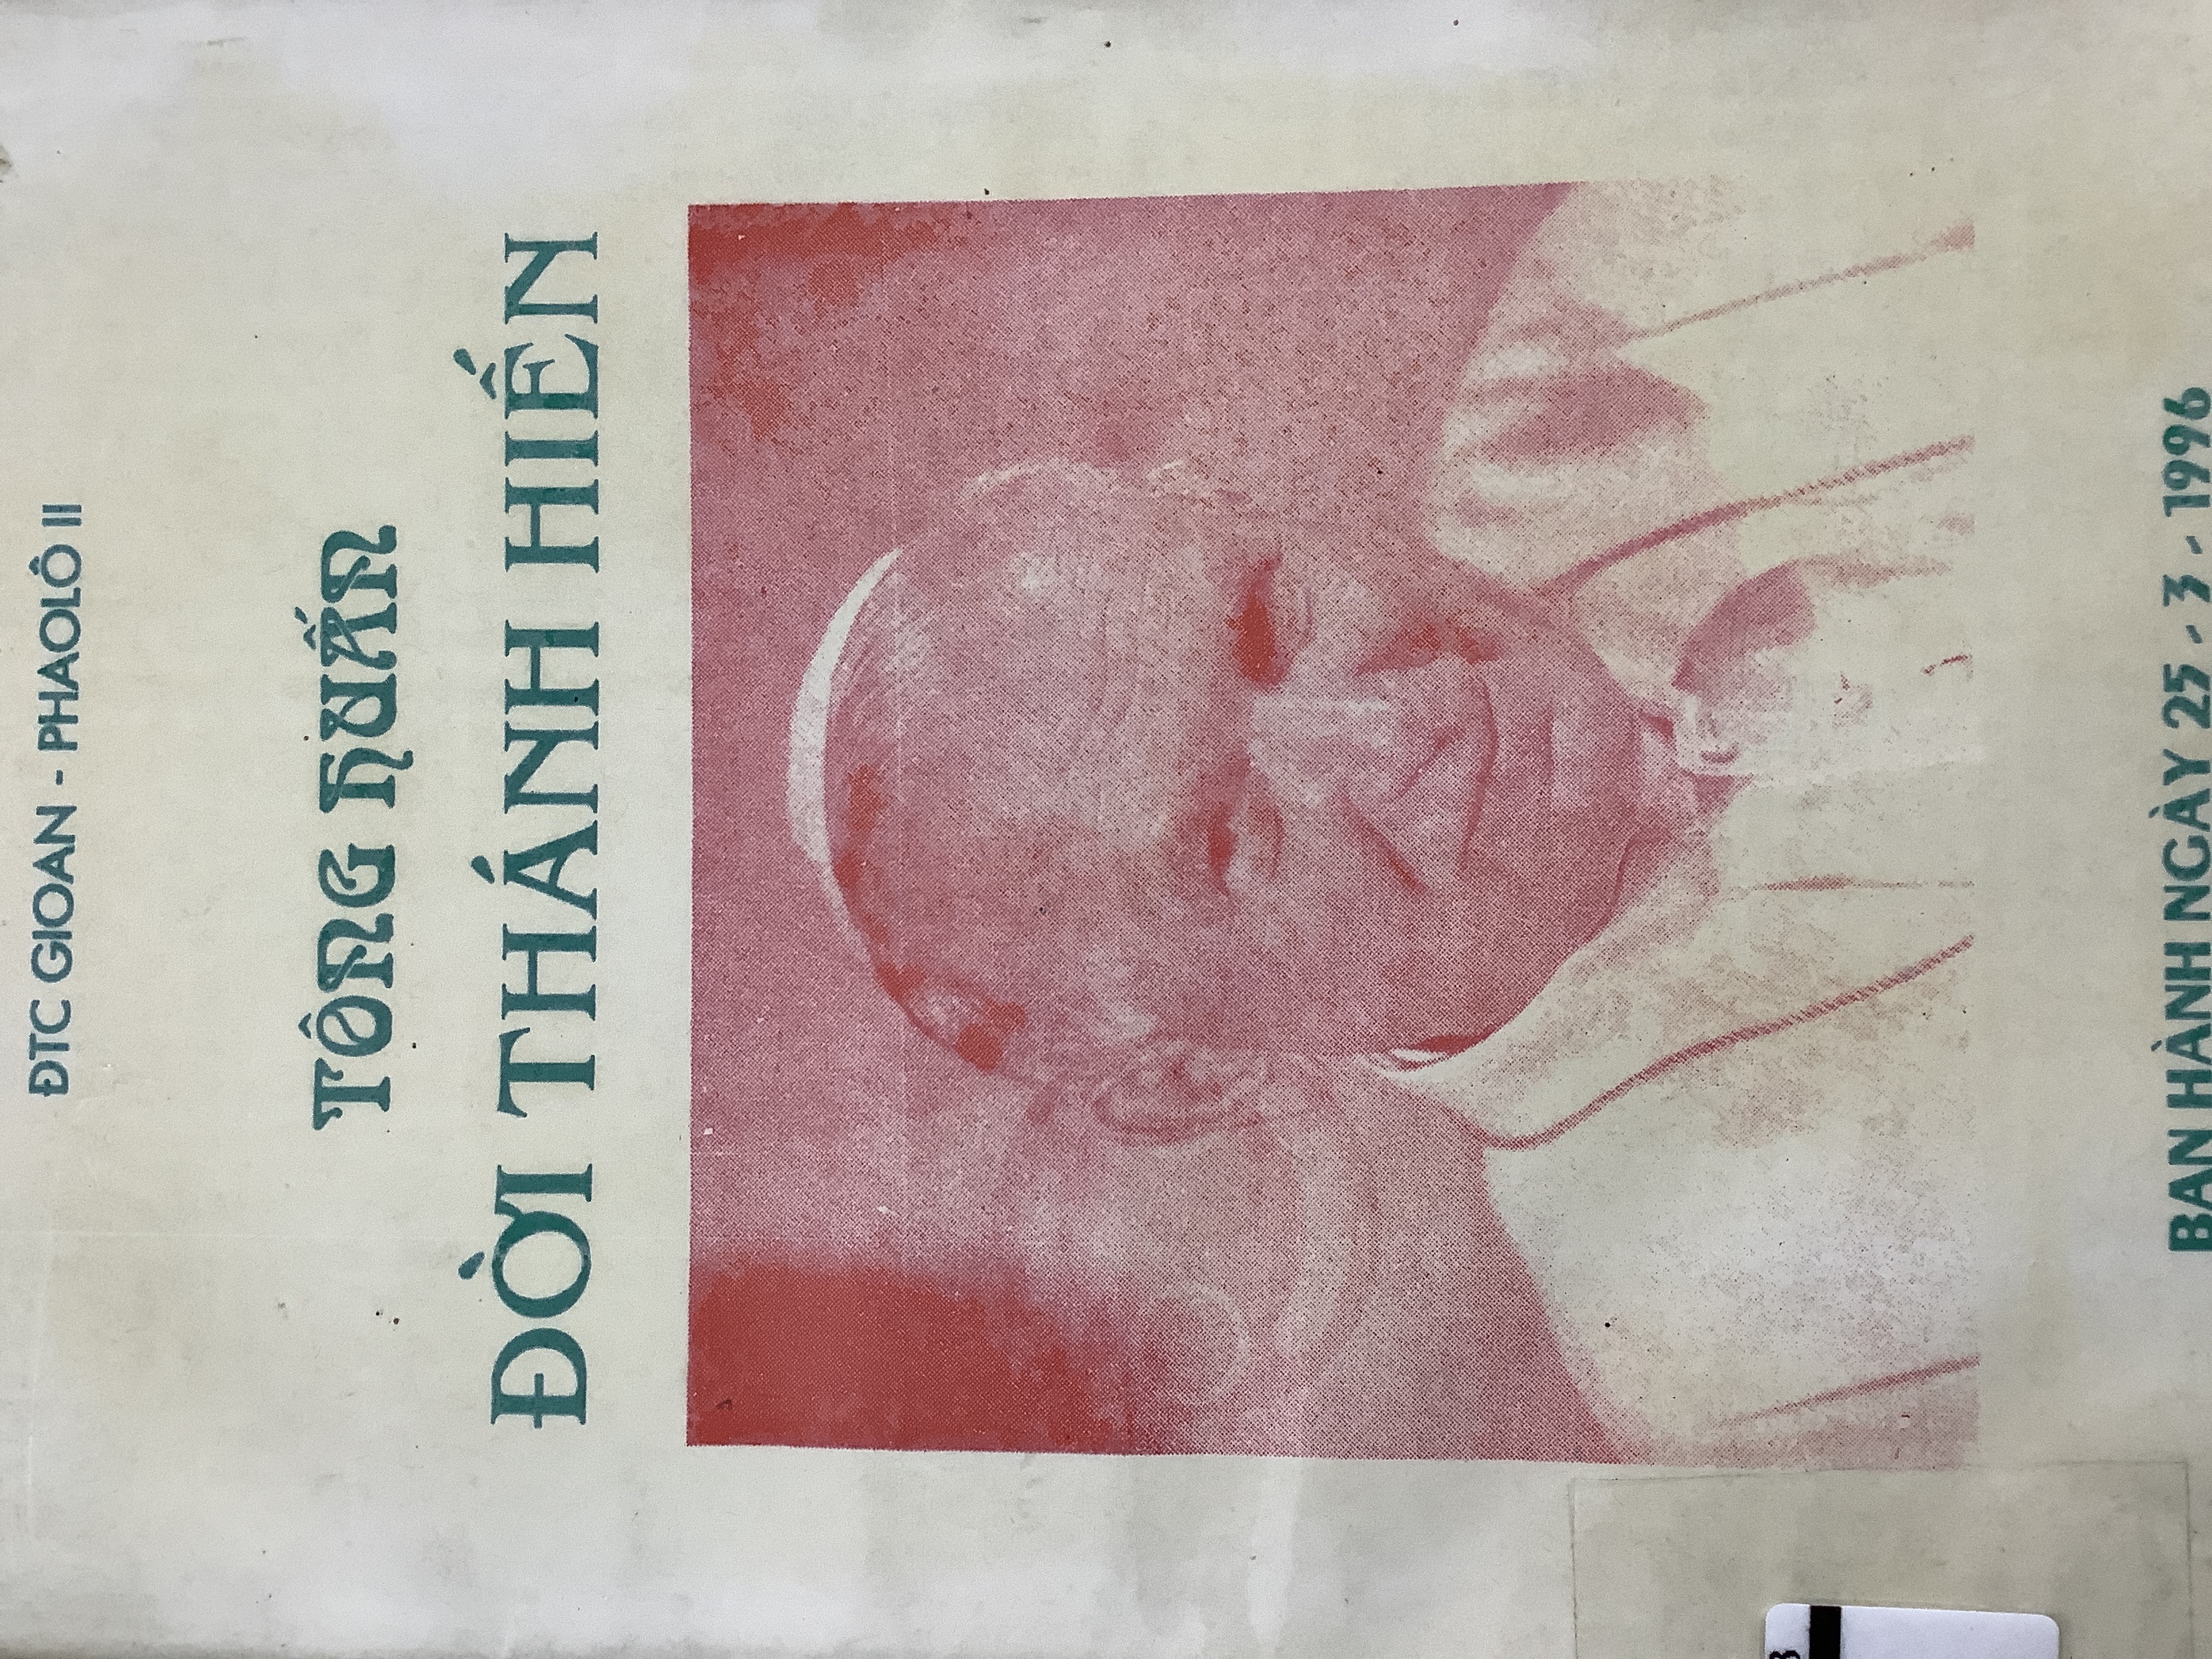 ĐTC GIOAN - PHAOLÔ II
TÔNG HUẤN
ĐỜI THÁNH HIẾN
BAN HÀNH NGÀY 25 - 3 - 1996